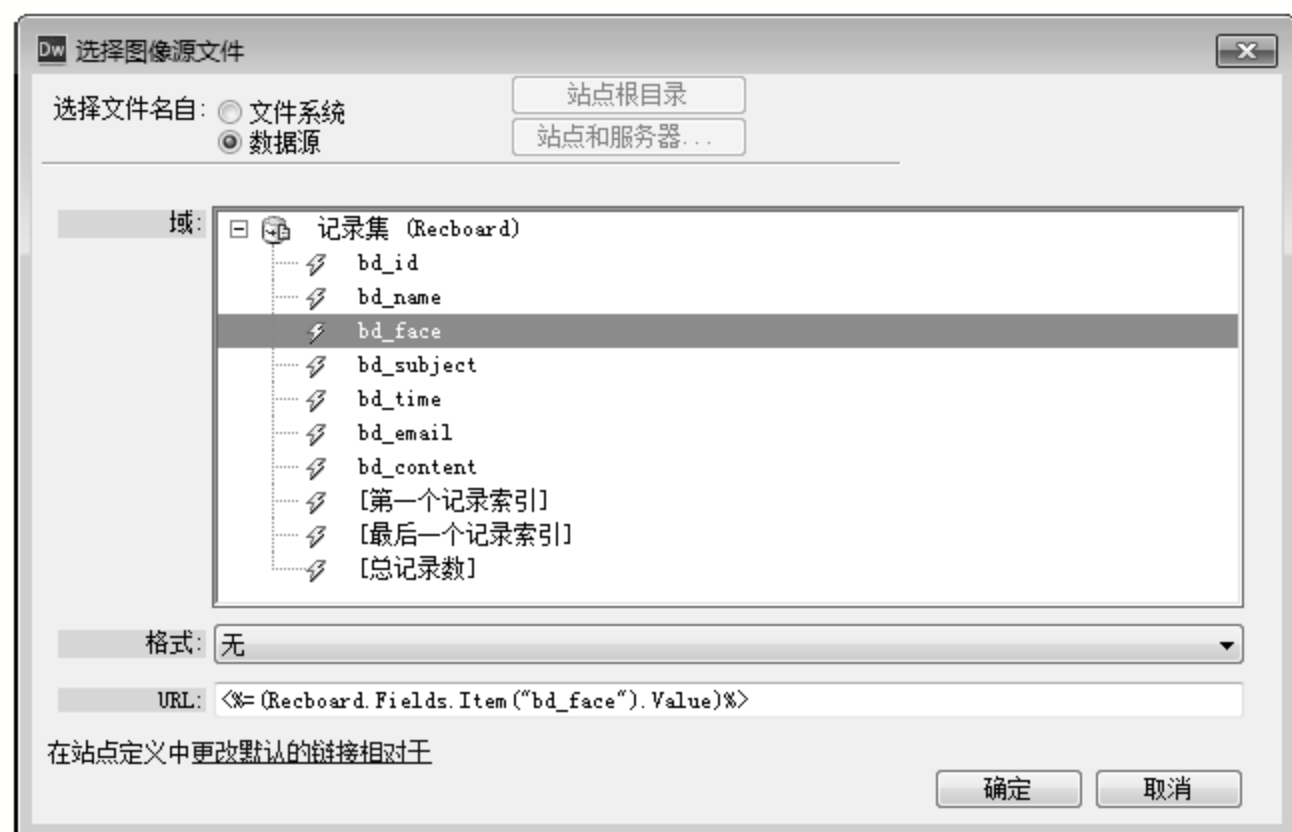 Dw 选择图像源文件
选择文件名自: 文件系统
数据源
站点根目录
站点和服务器...
域:
记录集 (Recboard)
bd_id
bd_name
bd_face
bd_subject
bd_time
bd_email
bd_content
[第一个记录索引]
[最后一个记录索引]
[总记录数]
格式: 无
URL: <%=(Recboard.Fields.Item("bd_face").Value)%>
在站点定义中更改默认的链接相对于
确定 取消